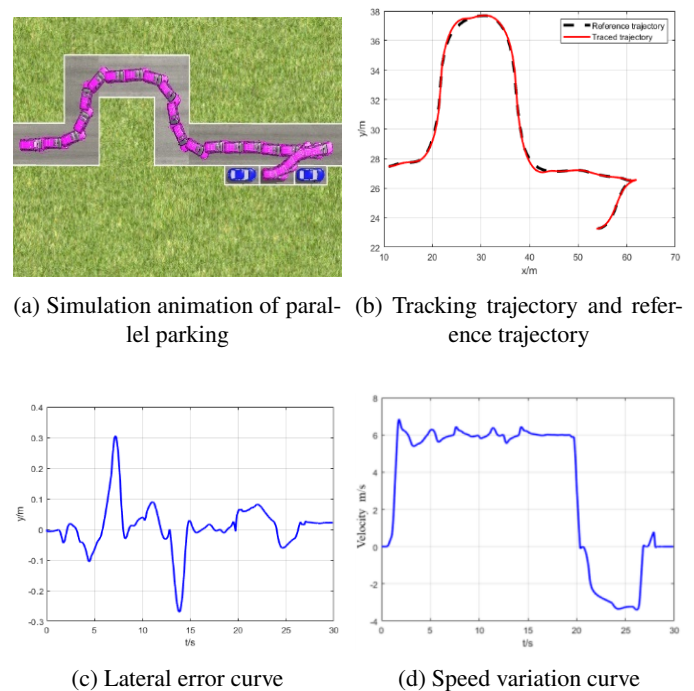 38
36
34
32
30
28
26
24
22
y/m
10 20 30 40 50 60 70
x/m
Reference trajectory
Traced trajectory
(a) Simulation animation of paral-
lel parking
(b) Tracking trajectory and refer-
ence trajectory
0.4
0.3
0.2
0.1
0
-0.1
-0.2
-0.3
y/m
0 5 10 15 20 25 30
t/s
8
6
4
2
0
-2
-4
Velocity m/s
0 5 10 15 20 25 30
t/s
(c) Lateral error curve
(d) Speed variation curve